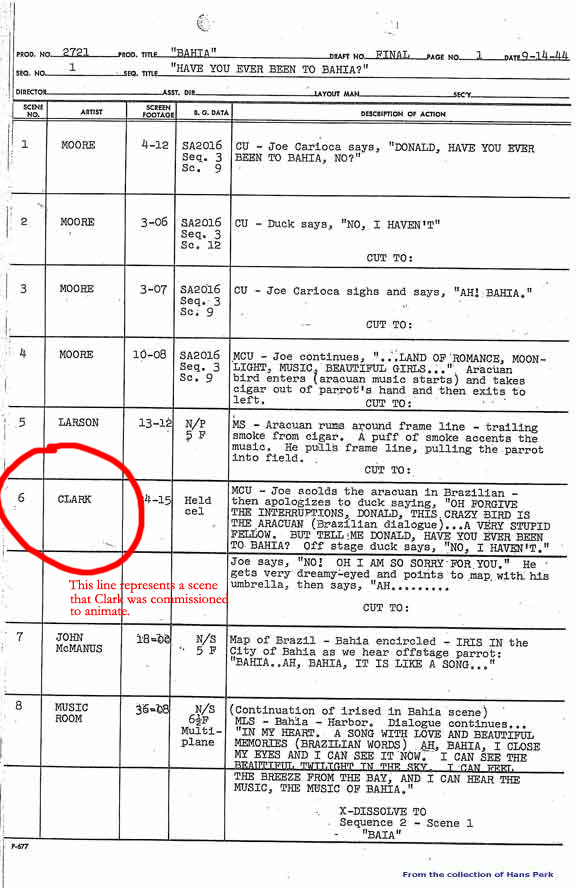 PROD. NO. 2721 PROD. TITLE "BAHIA" DRAFT NO. FINAL PAGE NO. 1 DATE 9-14-44
SEQ. NO. 1 SEQ. TITLE "HAVE YOU EVER BEEN TO BAHIA?"
DIRECTOR ASST. DIR. LAYOUT MAN. SEC'Y.
SCENE NO. ARTIST SCREEN FOOTAGE B. G. DATA DESCRIPTION OF ACTION
1 MOORE 4-12 SA2016 CU - Joe Carioca says, "DONALD, HAVE YOU EVER
Seq. 3 BEEN TO BAHIA, NO?"
Sc. 9
2 MOORE 3-06 SA2016 CU - Duck says, "NO, I HAVEN'T"
Seq. 3
Sc. 12
CUT TO:
3 MOORE 3-07 SA2016 CU - Joe Carioca sighs and says, "AH! BAHIA."
Seq. 3
Sc. 9
CUT TO:
4 MOORE 10-08 SA2016 MCU - Joe continues, "...LAND OF ROMANCE, MOON-
Seq. 3 LIGHT, MUSIC, BEAUTIFUL GIRLS..." Aracuan
Sc. 9 bird enters (aracuan music starts) and takes
cigar out of parrot's hand and then exits to
left. CUT TO:
5 LARSON 13-12 N/P MS - Aracuan runs around frame line - trailing
5 F smoke from cigar. A puff of smoke accents the
music. He pulls frame line, pulling the parrot
into field.
CUT TO:
6 CLARK 4-15 Held MCU - Joe scolds the aracuan in Brazilian -
cel then apologizes to duck saying, "OH FORGIVE
THE INTERRUPTIONS, DONALD, THIS CRAZY BIRD IS
THE ARACUAN (Brazilian dialogue)...A VERY STUPID
FELLOW. BUT TELL ME DONALD, HAVE YOU EVER BEEN
TO BAHIA? Off stage duck says, "NO, I HAVEN'T."
Joe says, "NO! OH I AM SO SORRY FOR YOU." He
gets very dreamy-eyed and points to map with his
umbrella, then says, "AH.........
CUT TO:
This line represents a scene
that Clark was commissioned
to animate.
7 JOHN 18-00 N/S Map of Brazil - Bahia encircled - IRIS IN the
McMANUS 5 F City of Bahia as we hear offstage parrot:
"BAHIA..AH, BAHIA, IT IS LIKE A SONG..."
8 MUSIC 36-08 N/S (Continuation of irised in Bahia scene)
ROOM 6½F MLS - Bahia - Harbor. Dialogue continues...
Multi- "IN MY HEART. A SONG WITH LOVE AND BEAUTIFUL
plane MEMORIES (BRAZILIAN WORDS) AH, BAHIA, I CLOSE
MY EYES AND I CAN SEE IT NOW. I CAN SEE THE
BEAUTIFUL TWILIGHT IN THE SKY. I CAN FEEL
THE BREEZE FROM THE BAY, AND I CAN HEAR THE
MUSIC, THE MUSIC OF BAHIA."
X-DISSOLVE TO
Sequence 2 - Scene 1
- "BAIA"
F-677
From the collection of Hans Perk